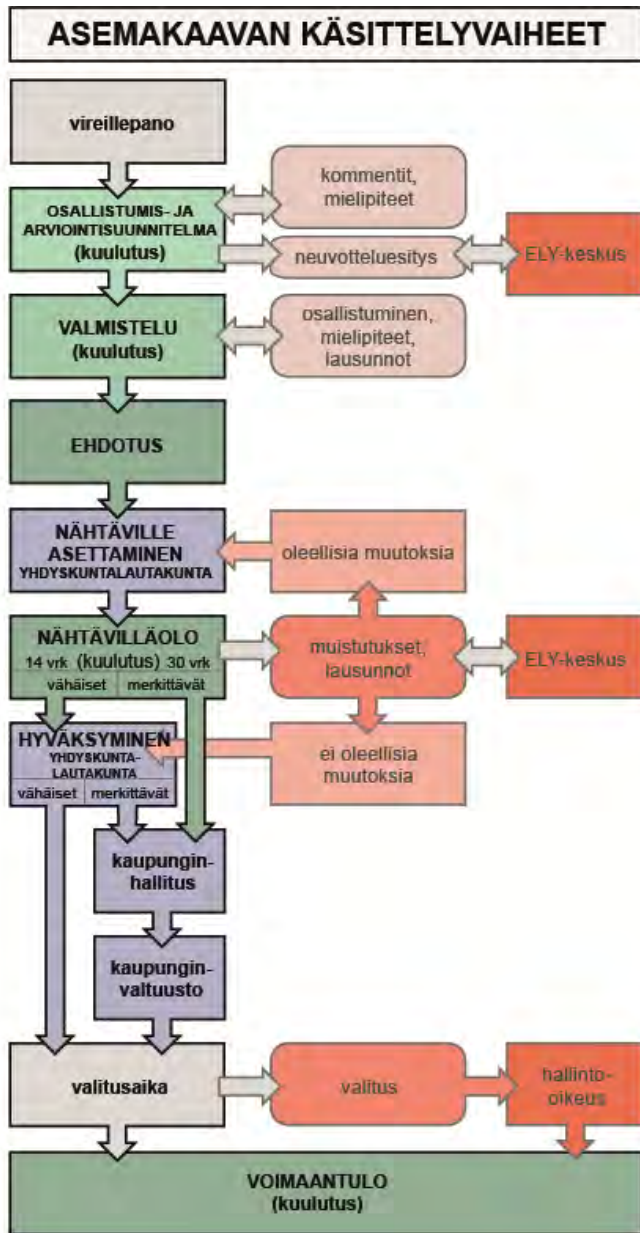 ASEMAKAAVAN KÄSITTELYVAIHEET
vireillepano
kommentit,
mielipiteet
OSALLISTUMIS- JA
ARVIOINTISUUNNITELMA
(kuulutus)
neuvotteluesitys
ELY-keskus
VALMISTELU
(kuulutus)
osallistuminen,
mielipiteet,
lausunnot
EHDOTUS
NÄHTÄVILLE
ASETTAMINEN
YHDYSKUNTALAUTAKUNTA
oleellisia muutoksia
NÄHTÄVILLÄOLO
14 vrk (kuulutus) 30 vrk
vähäiset merkittävät
muistutukset,
lausunnot
ELY-keskus
HYVÄKSYMINEN
YHDYSKUNTA-
LAUTAKUNTA
vähäiset merkittävät
ei oleellisia
muutoksia
kaupungin-
hallitus
kaupungin-
valtuusto
valitusaika
valitus
hallinto-
oikeus
VOIMAANTULO
(kuulutus)